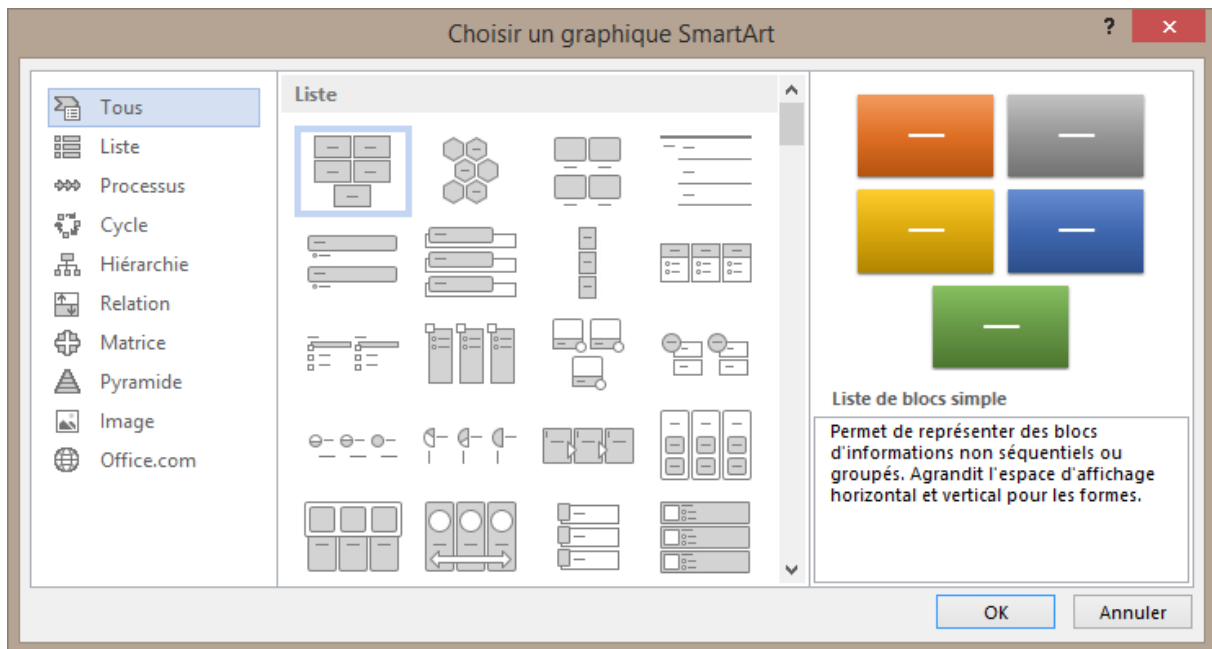 Choisir un graphique SmartArt
?
Tous
Liste
Processus
Cycle
Hiérarchie
Relation
Matrice
Pyramide
Image
Office.com
Liste
Liste de blocs simple
Permet de représenter des blocs
d'informations non séquentiels ou
groupés. Agrandit l'espace d'affichage
horizontal et vertical pour les formes.
OK
Annuler